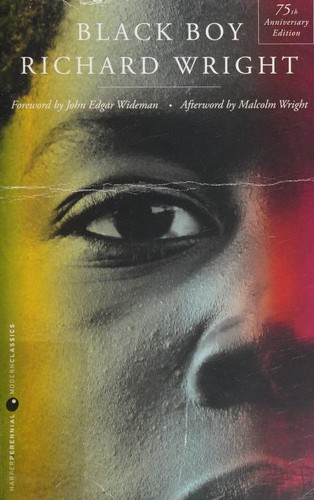 75th
Anniversary
Edition
BLACK BOY
RICHARD WRIGHT
Foreword by John Edgar Wideman • Afterword by Malcolm Wright
HARPERPERENNIAL MODERNCLASSICS